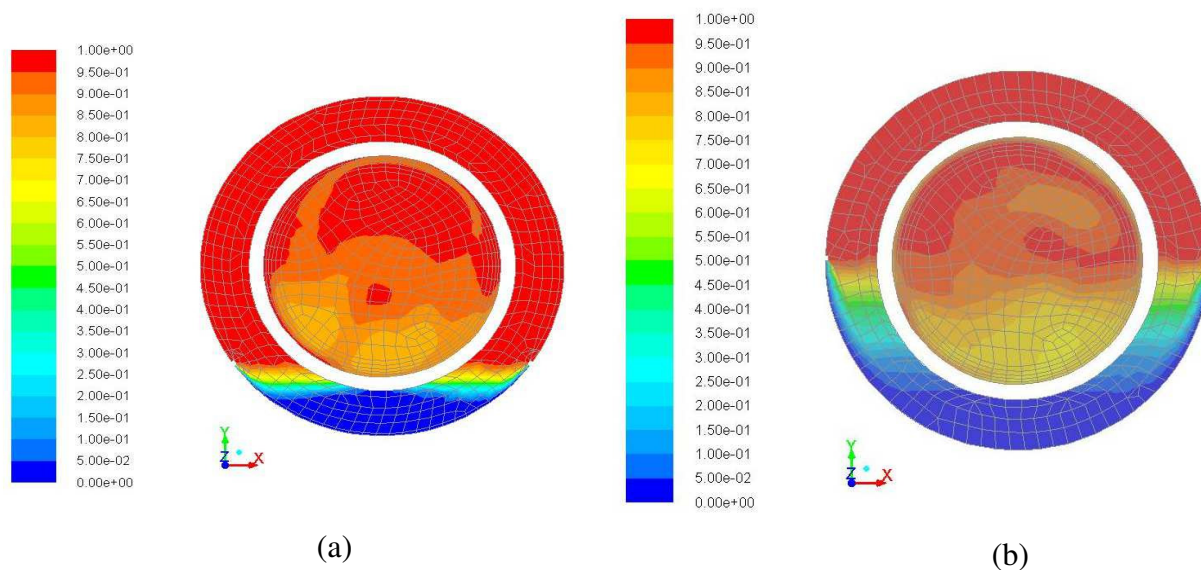 1.00e+00
9.50e-01
9.00e-01
8.50e-01
8.00e-01
7.50e-01
7.00e-01
6.50e-01
6.00e-01
5.50e-01
5.00e-01
4.50e-01
4.00e-01
3.50e-01
3.00e-01
2.50e-01
2.00e-01
1.50e-01
1.00e-01
5.00e-02
0.00e+00
Y
Z
X
(a)
1.00e+00
9.50e-01
9.00e-01
8.50e-01
8.00e-01
7.50e-01
7.00e-01
6.50e-01
6.00e-01
5.50e-01
5.00e-01
4.50e-01
4.00e-01
3.50e-01
3.00e-01
2.50e-01
2.00e-01
1.50e-01
1.00e-01
5.00e-02
0.00e+00
Y
Z
X
(b)